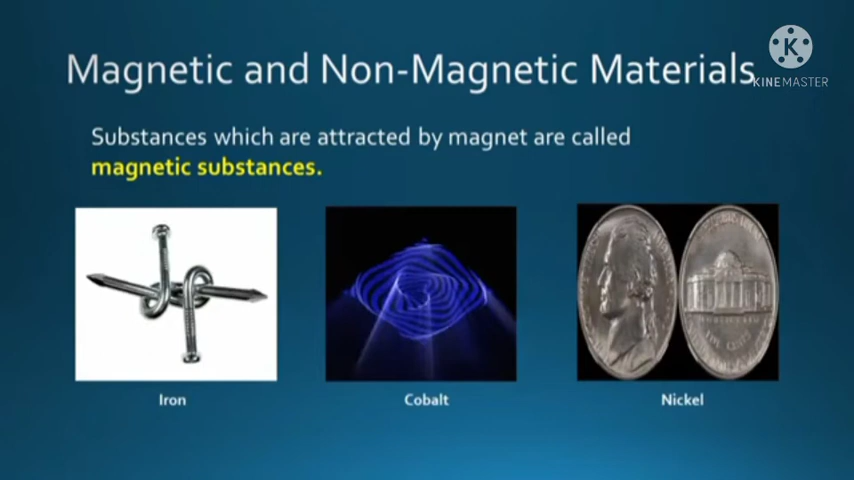 Magnetic and Non-Magnetic Materials
K
KINEMASTER
Substances which are attracted by magnet are called
magnetic substances.
Iron
Cobalt
Nickel